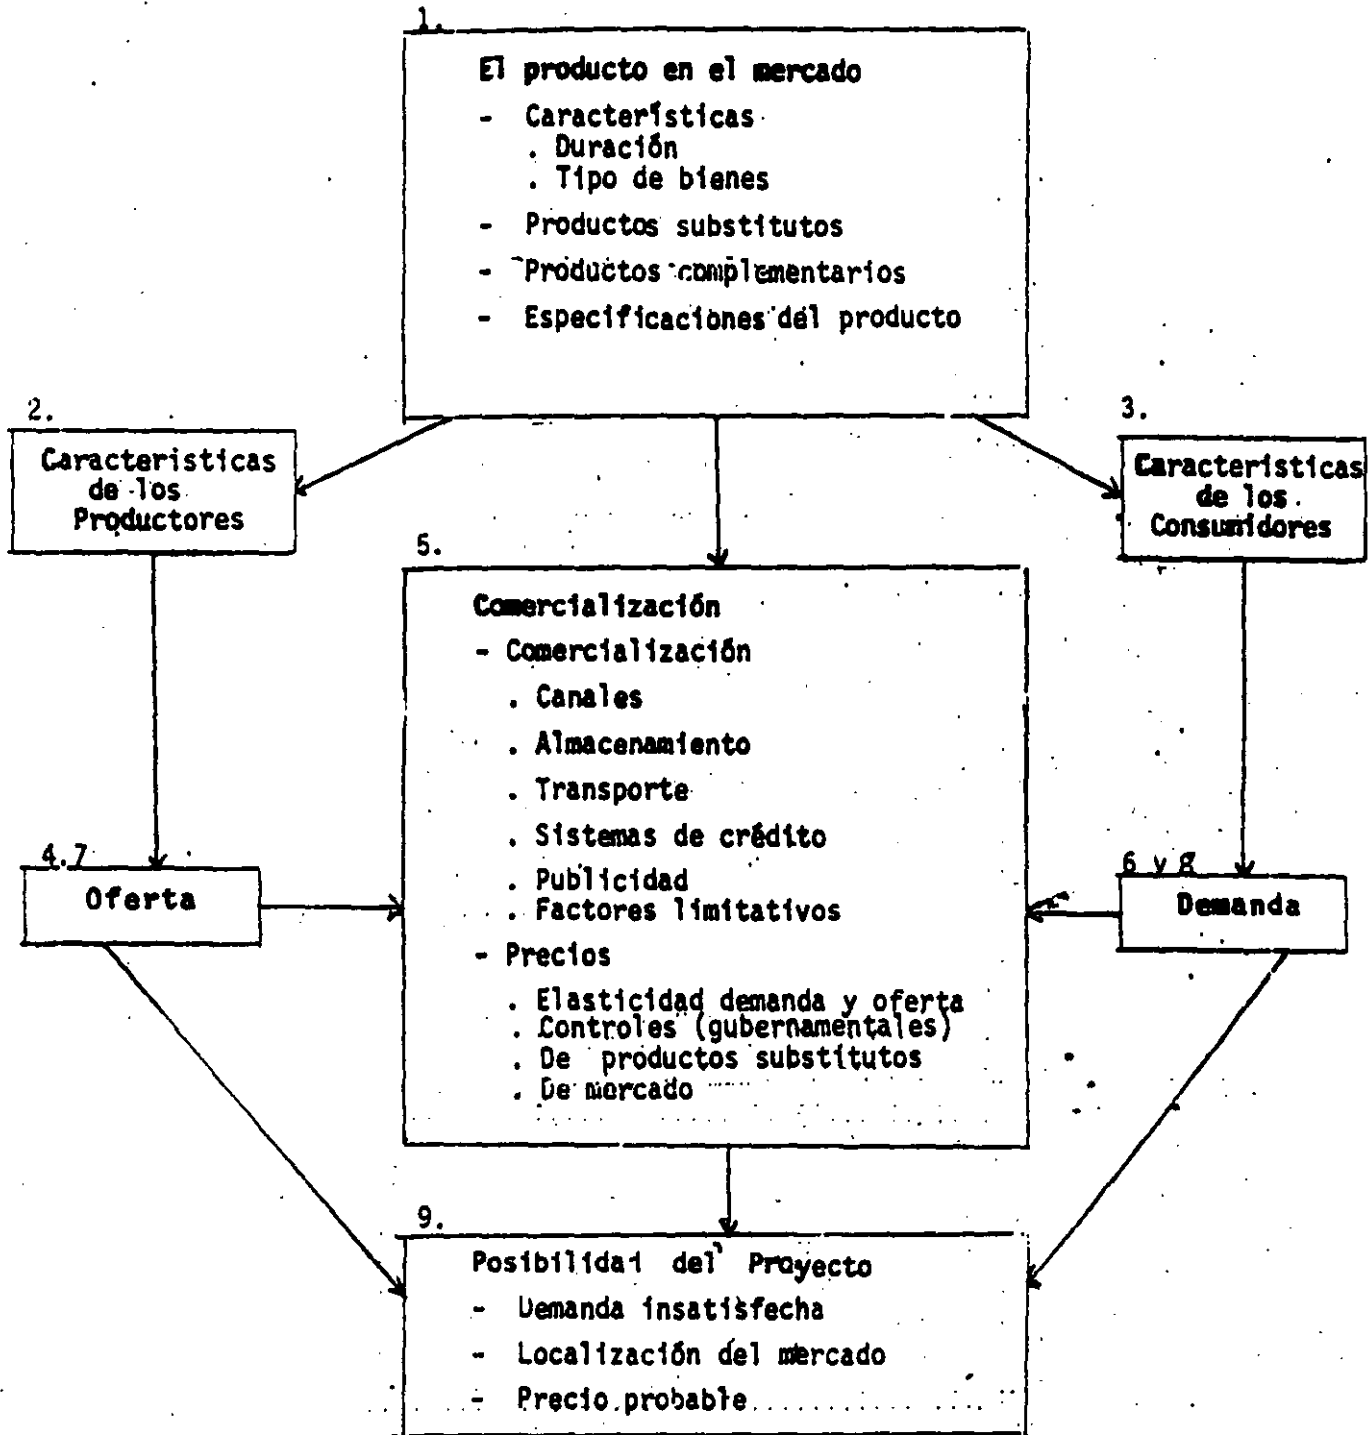 1.
El producto en el mercado
- Características
. Duración
. Tipo de bienes
- Productos substitutos
- Productos complementarios
- Especificaciones del producto
2.
Caracteristicas
de los
Productores
3.
Caracteristicas
de los
Consumidores
5.
Comercialización
- Comercialización
. Canales
. Almacenamiento
. Transporte
. Sistemas de crédito
. Publicidad
. Factores limitativos
- Precios
. Elasticidad demanda y oferta
. Controles (gubernamentales)
. De productos substitutos
. De mercado
4.7
Oferta
6 y 8
Demanda
9.
Posibilidad del Proyecto
- Demanda insatisfecha
- Localización del mercado
- Precio probable